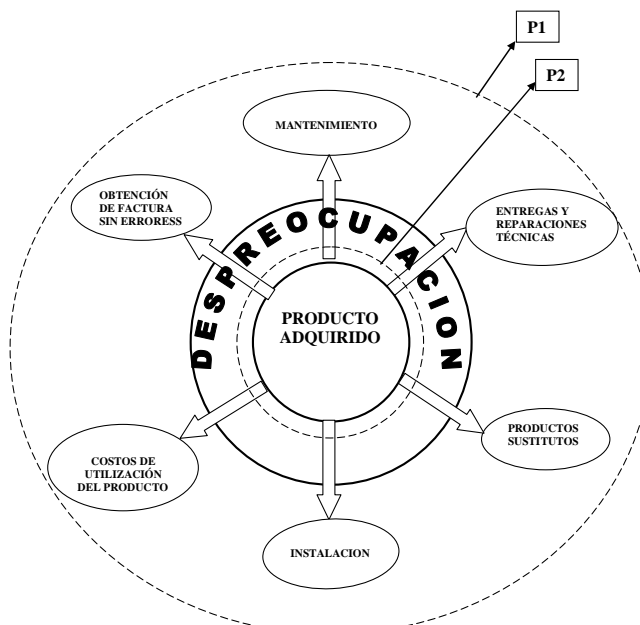 P1
P2
MANTENIMIENTO
OBTENCIÓN
DE FACTURA
SIN ERRORESS
ENTREGAS Y
REPARACIONES
TÉCNICAS
DESPREOCUPACION
PRODUCTO
ADQUIRIDO
PRODUCTOS
SUSTITUTOS
COSTOS DE
UTILIZACIÓN
DEL PRODUCTO
INSTALACION